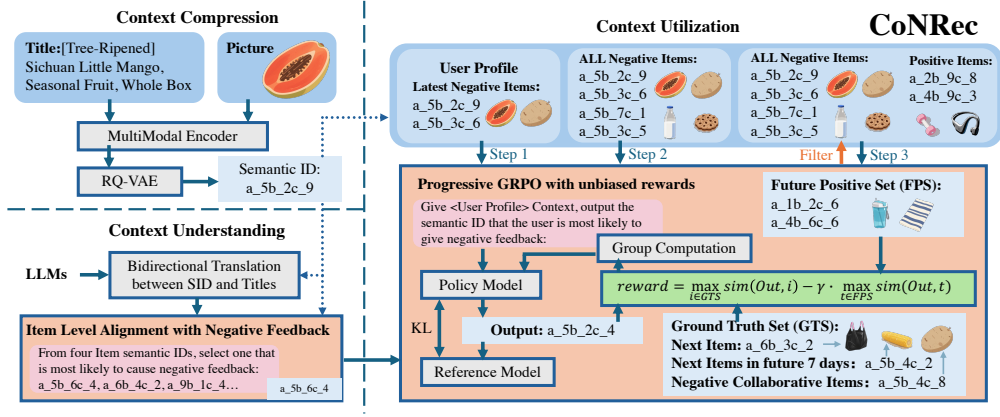 Context Compression
Title:[Tree-Ripened]
Sichuan Little Mango,
Seasonal Fruit, Whole Box
Picture
MultiModal Encoder
RQ-VAE
Semantic ID:
a_5b_2c_9
Context Understanding
LLMs
Bidirectional Translation
between SID and Titles
Item Level Alignment with Negative Feedback
From four Item semantic IDs, select one that
is most likely to cause negative feedback:
a_5b_6c_4, a_6b_4c_2, a_9b_1c_4…
a_5b_6c_4
Context Utilization
CoNRec
User Profile
Latest Negative Items:
a_5b_2c_9
a_5b_3c_6
ALL Negative Items:
a_5b_2c_9
a_5b_3c_6
a_5b_7c_1
a_5b_3c_5
ALL Negative Items:
a_5b_2c_9
a_5b_3c_6
a_5b_7c_1
a_5b_3c_5
Positive Items:
a_2b_9c_8
a_4b_9c_3
Step 1
Step 2
Filter
Step 3
Progressive GRPO with unbiased rewards
Give <User Profile> Context, output the
semantic ID that the user is most likely to
give negative feedback:
Future Positive Set (FPS):
a_1b_2c_6
a_4b_6c_6
Group Computation
Policy Model
reward = max sim(Out, i) − γ · max sim(Out, t)
i∈GTS t∈FPS
KL
Output: a_5b_2c_4
Reference Model
Ground Truth Set (GTS):
Next Item: a_6b_3c_2
Next Items in future 7 days: a_5b_4c_2
Negative Collaborative Items: a_5b_4c_8